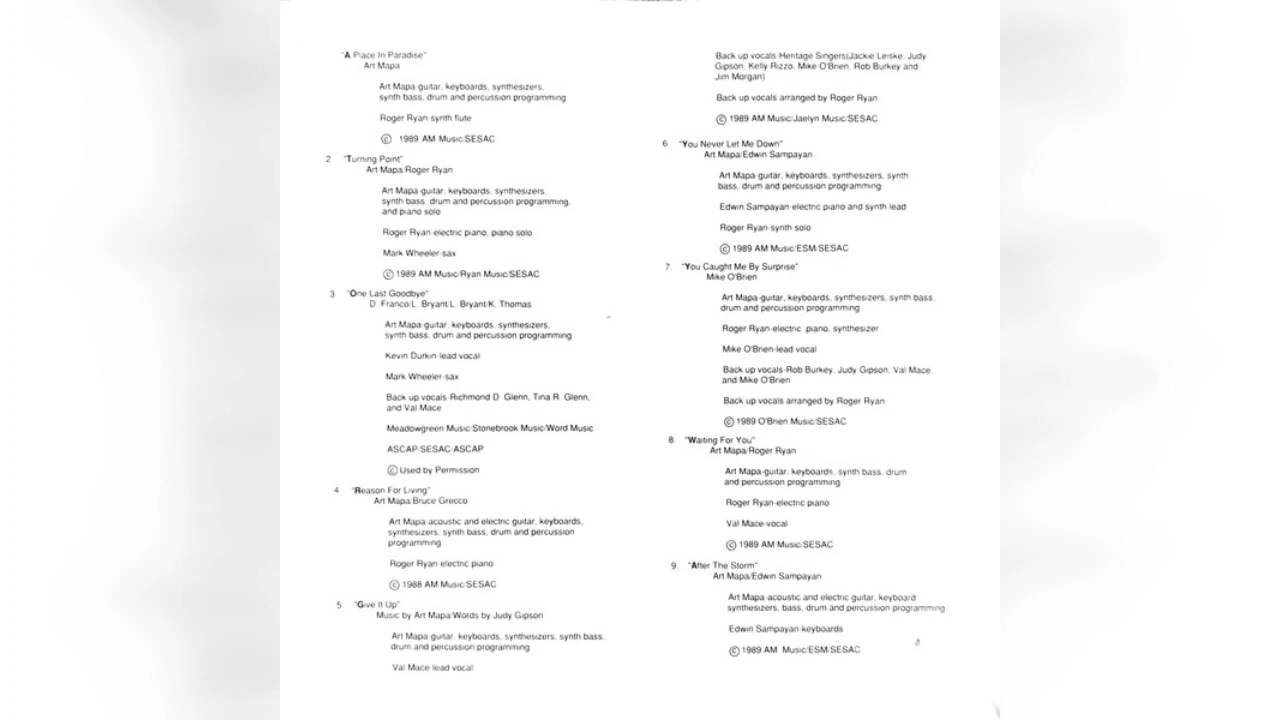 "A Place In Paradise"
Art Mapa
Art Mapa-guitar, keyboards, synthesizers,
synth bass, drum and percussion programming
Roger Ryan-synth flute
© 1989 AM Music/SESAC
2 "Turning Point"
Art Mapa/Roger Ryan
Art Mapa-guitar, keyboards, synthesizers,
synth bass, drum and percussion programming,
and piano solo
Roger Ryan-electric piano, piano solo
Mark Wheeler-sax
© 1989 AM Music/Ryan Music/SESAC
3 "One Last Goodbye"
D. Franco/L. Bryant/L. Bryant/K. Thomas
Art Mapa-guitar, keyboards, synthesizers,
synth bass, drum and percussion programming
Kevin Durkin-lead vocal
Mark Wheeler-sax
Back up vocals-Richmond D. Glenn, Tina R. Glenn,
and Val Mace
Meadowgreen Music/Stonebrook Music/Word Music
ASCAP/SESAC/ASCAP
© Used by Permission
4 "Reason For Living"
Art Mapa/Bruce Grecco
Art Mapa-acoustic and electric guitar, keyboards,
synthesizers, synth bass, drum and percussion
programming
Roger Ryan-electric piano
© 1988 AM Music/SESAC
5. "Give It Up"
Music by Art Mapa/Words by Judy Gipson
Art Mapa-guitar, keyboards, synthesizers, synth bass,
drum and percussion programming
Val Mace-lead vocal
Back up vocals-Heritage Singers(Jackie Leiske, Judy
Gipson, Kelly Rizzo, Mike O'Brien, Rob Burkey and
Jim Morgan)
Back up vocals arranged by Roger Ryan
© 1989 AM Music/Jaelyn Music/SESAC
6 "You Never Let Me Down"
Art Mapa/Edwin Sampayan
Art Mapa-guitar, keyboards, synthesizers, synth
bass, drum and percussion programming
Edwin Sampayan-electric piano and synth lead
Roger Ryan-synth solo
© 1989 AM Music/ESM/SESAC
7. "You Caught Me By Surprise"
Mike O'Brien
Art Mapa-guitar, keyboards, synthesizers, synth bass,
drum and percussion programming
Roger Ryan-electric piano, synthesizer
Mike O'Brien-lead vocal
Back up vocals-Rob Burkey, Judy Gipson, Val Mace,
and Mike O'Brien
Back up vocals arranged by Roger Ryan
© 1989 O'Brien Music/SESAC
8. "Waiting For You"
Art Mapa/Roger Ryan
Art Mapa-guitar, keyboards, synth bass, drum
and percussion programming
Roger Ryan-electric piano
Val Mace-vocal
© 1989 AM Music/SESAC
9. "After The Storm"
Art Mapa/Edwin Sampayan
Art Mapa-acoustic and electric guitar, keyboard
synthesizers, bass, drum and percussion programming
Edwin Sampayan-keyboards
© 1989 AM Music/ESM/SESAC